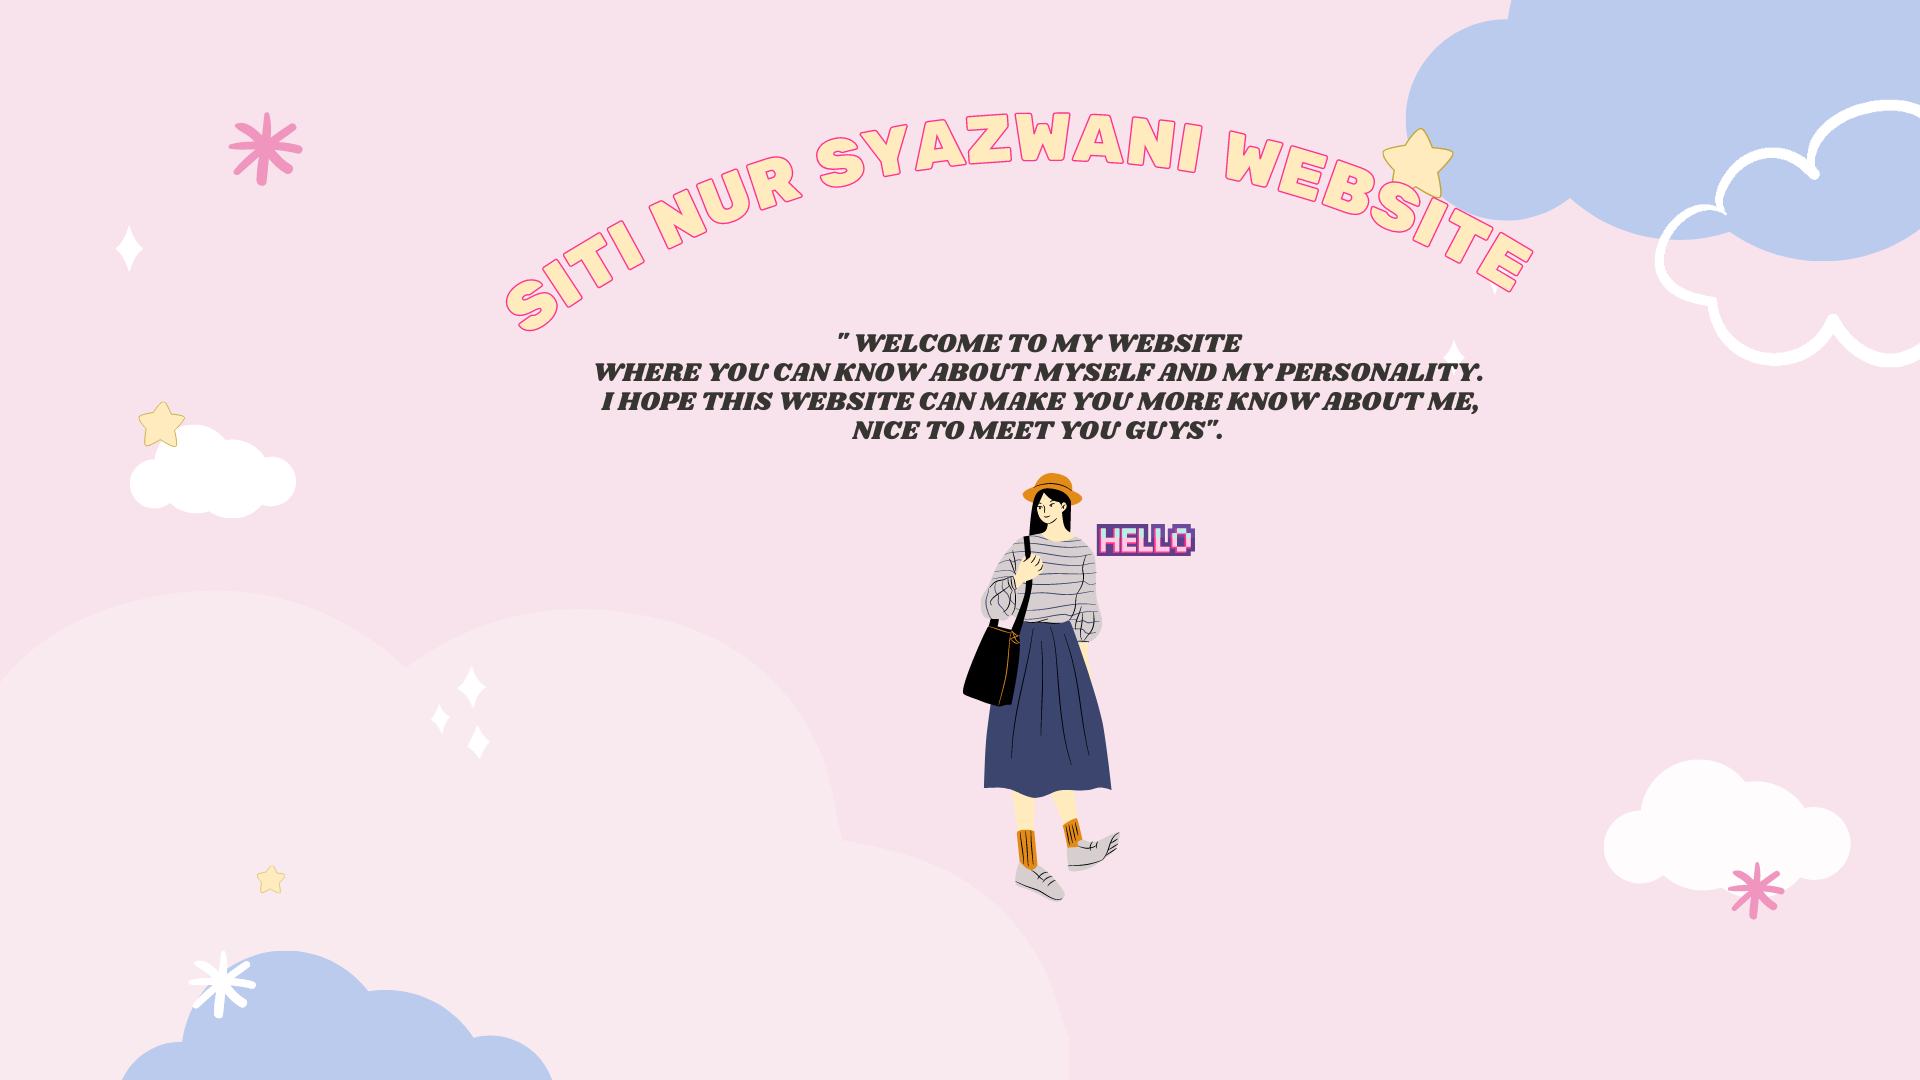 SITI NUR SYAZWANI WEBSITE
" WELCOME TO MY WEBSITE
WHERE YOU CAN KNOW ABOUT MYSELF AND MY PERSONALITY.
I HOPE THIS WEBSITE CAN MAKE YOU MORE KNOW ABOUT ME,
NICE TO MEET YOU GUYS".
HELLO